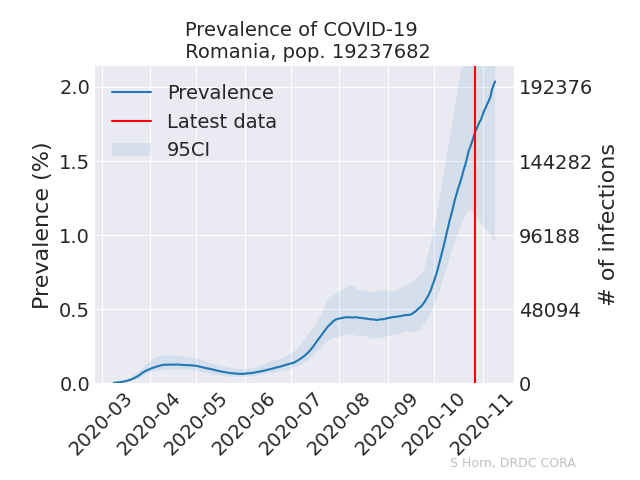 Prevalence of COVID-19
Romania, pop. 19237682
Prevalence
Latest data
95CI
Prevalence (%)
2.0
1.5
1.0
0.5
0.0
192376
144282
96188
48094
0
# of infections
2020-03
2020-04
2020-05
2020-06
2020-07
2020-08
2020-09
2020-10
2020-11
S Horn, DRDC CORA